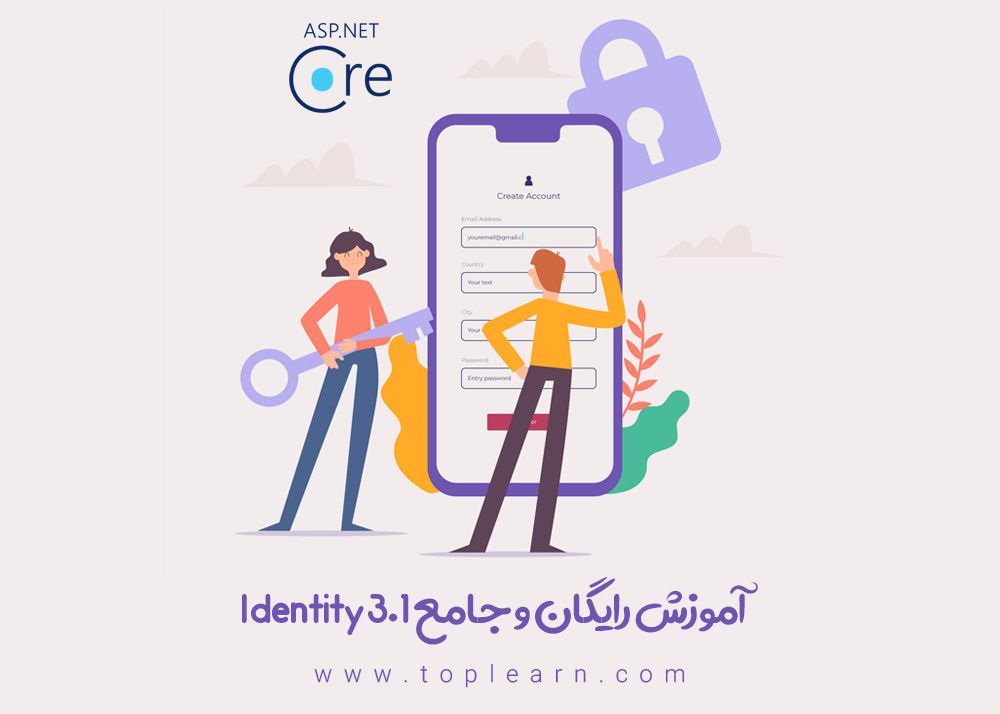 ASP.NET
Core
Create Account
Email Address
youremail@gmail.c
Country
Your text
City
Your
Password
Entry password
آموزش رایگان و جامع Identity 3.1
www.toplearn.com